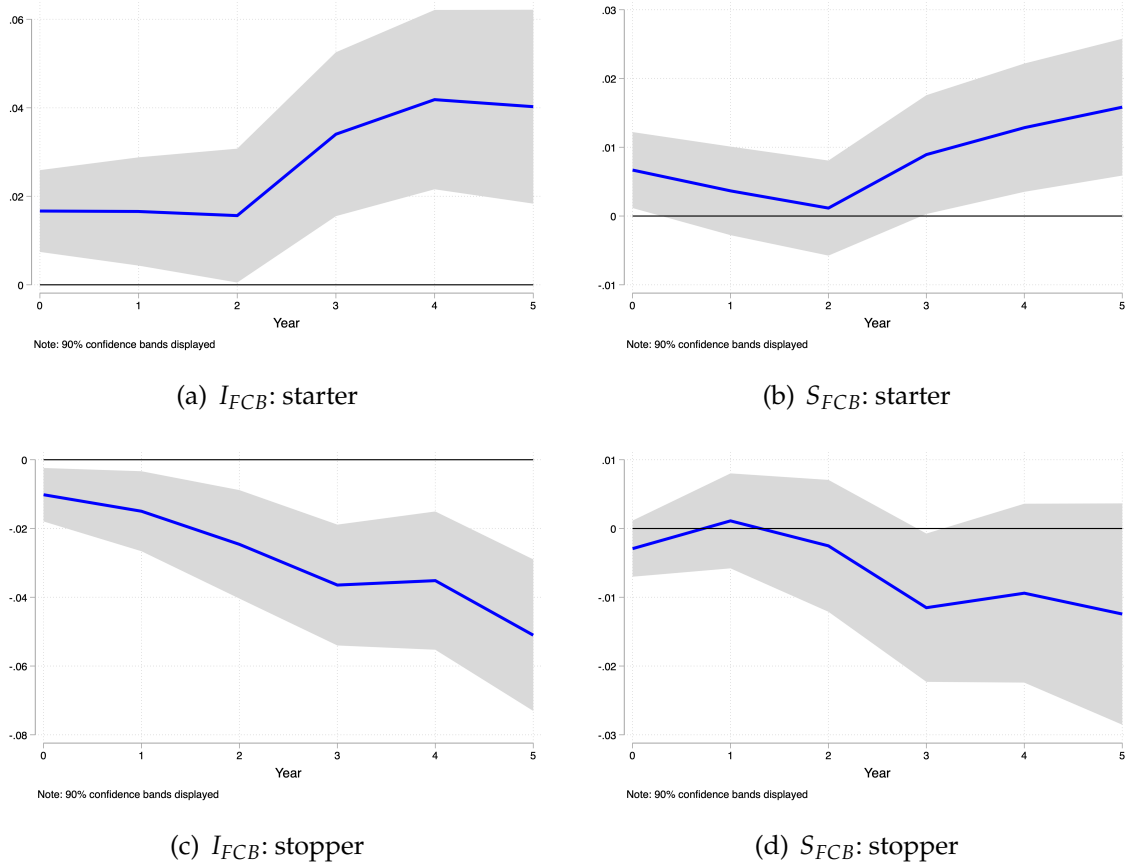 .06
.04
.02
0
0 1 2 3 4 5
Year
Note: 90% confidence bands displayed
(a) I_FCB: starter
.03
.02
.01
0
-.01
0 1 2 3 4 5
Year
Note: 90% confidence bands displayed
(b) S_FCB: starter
0
-.02
-.04
-.06
-.08
0 1 2 3 4 5
Year
Note: 90% confidence bands displayed
(c) I_FCB: stopper
.01
0
-.01
-.02
-.03
0 1 2 3 4 5
Year
Note: 90% confidence bands displayed
(d) S_FCB: stopper